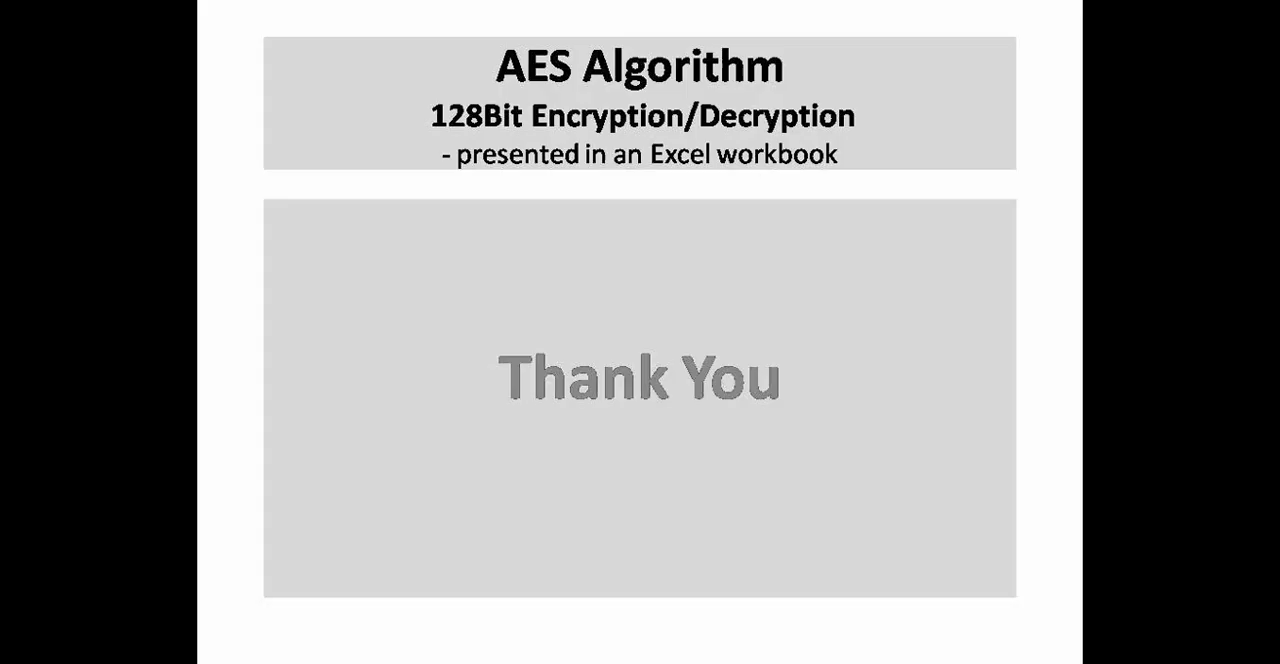 AES Algorithm
128Bit Encryption/Decryption
- presented in an Excel workbook
Thank You